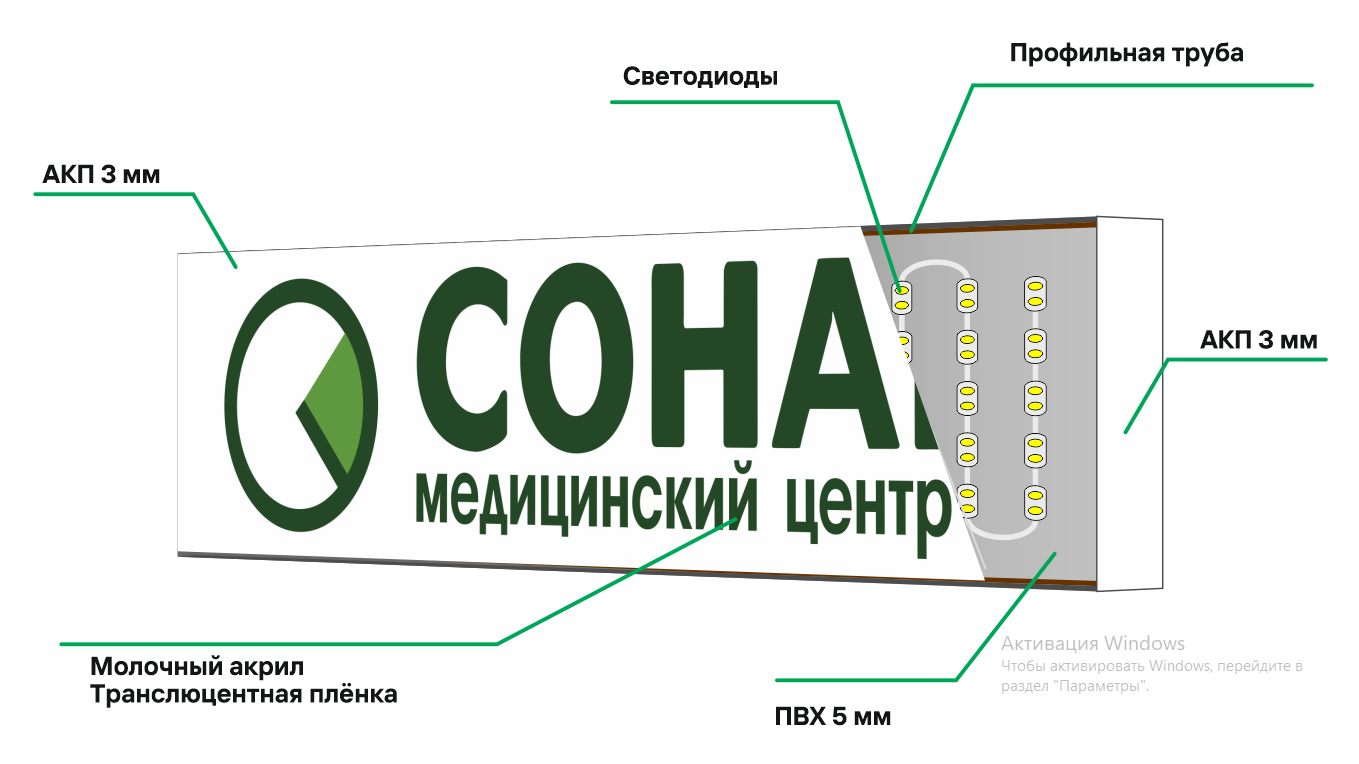 Профильная труба
Светодиоды
АКП 3 мм
СОНА
АКП 3 мм
медицинский центр
Активация Windows
Чтобы активировать Windows, перейдите в
раздел "Параметры".
Молочный акрил
Транслюцентная плёнка
ПВХ 5 мм